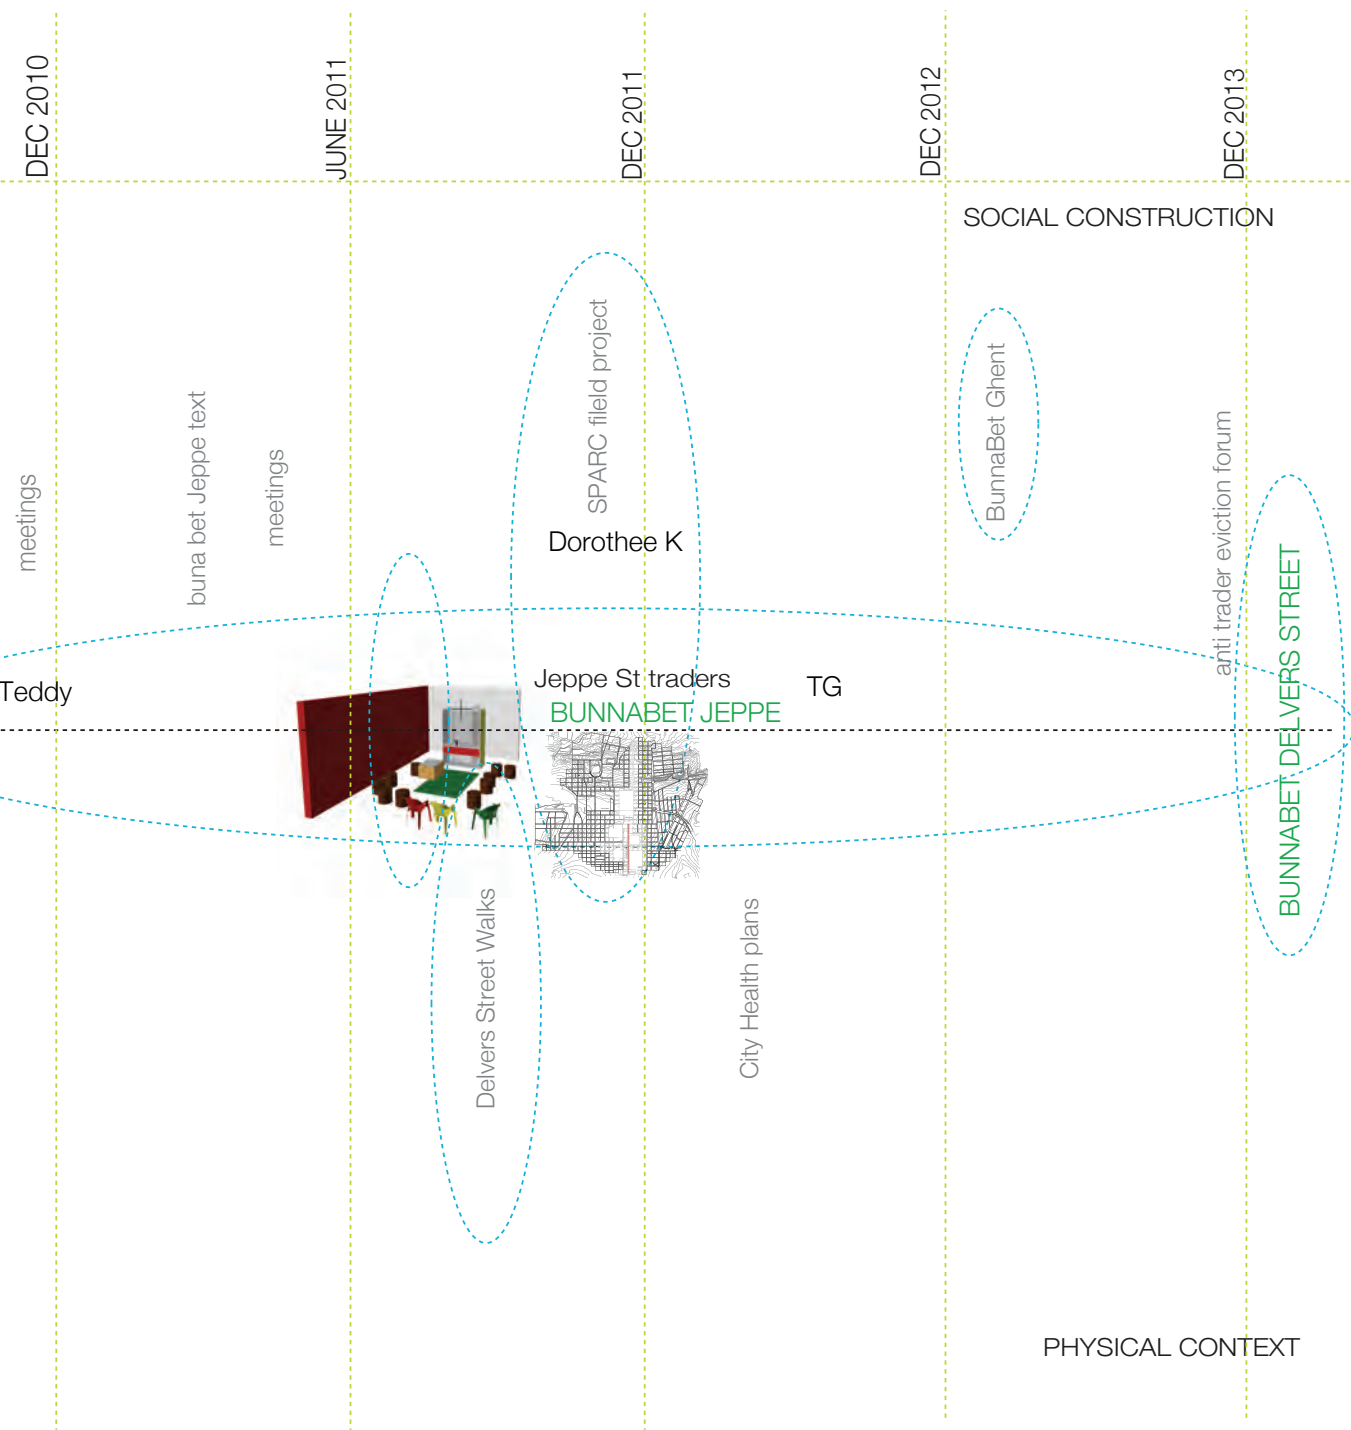 DEC 2010
JUNE 2011
DEC 2011
DEC 2012
DEC 2013
SOCIAL CONSTRUCTION
meetings
buna bet Jeppe text
meetings
SPARC fileld project
Dorothee K
BunnaBet Ghent
anti trader eviction forum
BUNNABET DELVERS STREET
Teddy
Jeppe St traders
TG
BUNNABET JEPPE
Delvers Street Walks
City Health plans
PHYSICAL CONTEXT